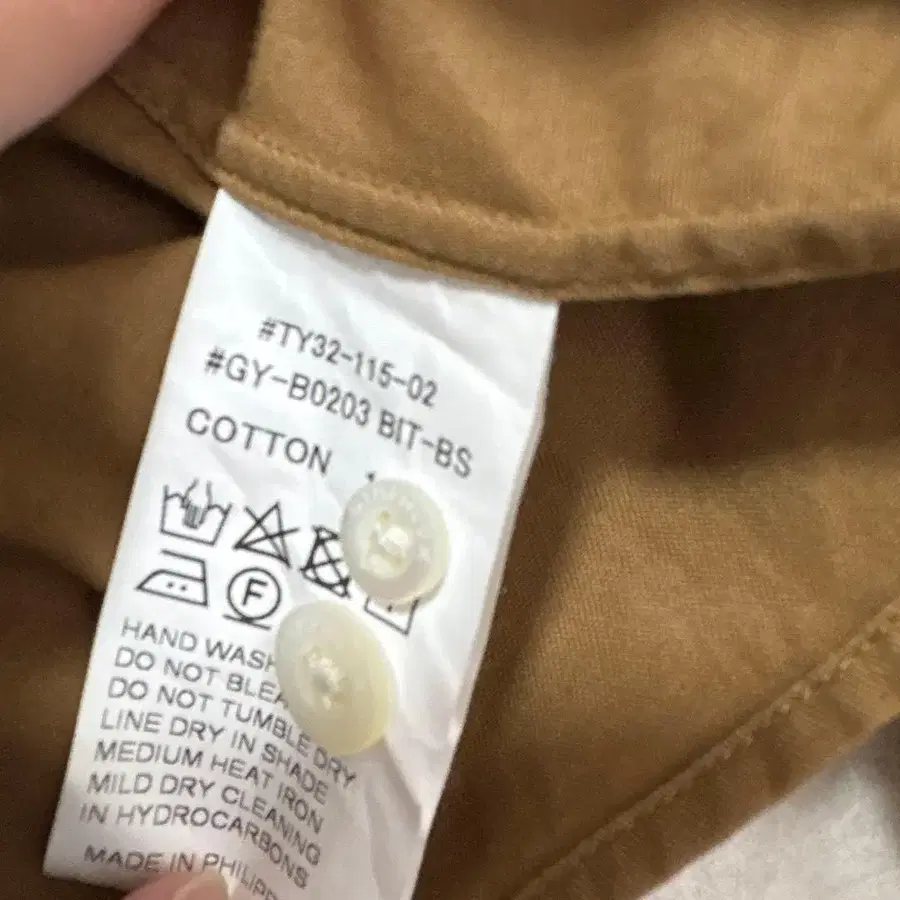 #TY32-115-02
#GY-B0203 BIT-BS
COTTON
F
HAND WASH
DO NOT BLEA
DO NOT TUMBLE DRY
LINE DRY IN SHADE
MEDIUM HEAT IRON
MILD DRY CLEANING
IN HYDROCARBONS
MADE IN PHILIPP